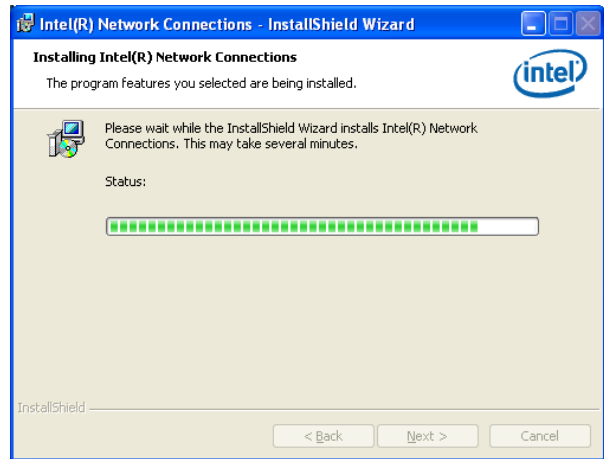 Intel(R) Network Connections - InstallShield Wizard
Installing Intel(R) Network Connections
The program features you selected are being installed.
intel
Please wait while the InstallShield Wizard installs Intel(R) Network
Connections. This may take several minutes.
Status:
InstallShield
< Back Next > Cancel